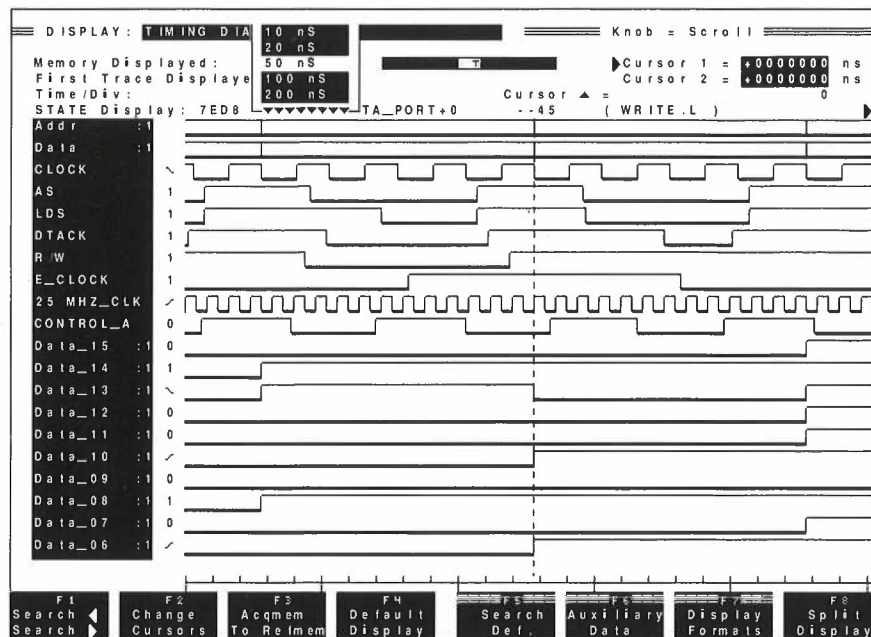 DISPLAY: TIMING DIA 10 nS Knob = Scroll
20 nS
Memory Displayed: 50 nS T Cursor 1 = +0000000 ns
First Trace Displaye 100 nS Cursor 2 = +0000000 ns
Time/Div: 200 nS Cursor ▲ = 0
STATE Display: 7ED8 TA_PORT+0 --45 ( WRITE.L )
Addr :1
Data :1
CLOCK
AS 1
LDS 1
DTACK 1
R/W 1
E_CLOCK 1
25 MHZ_CLK
CONTROL_A 0
Data_15 :1 0
Data_14 :1 1
Data_13 :1
Data_12 :1 0
Data_11 :1 0
Data_10 :1
Data_09 :1 0
Data_08 :1 1
Data_07 :1 0
Data_06 :1
F1 F2 F3 F4 F5 F6 F7 F8
Search ◀ Change Acqmem Default Search Auxiliary Display Split
Search ▶ Cursors To Refmem Display Def. Data Formats Display